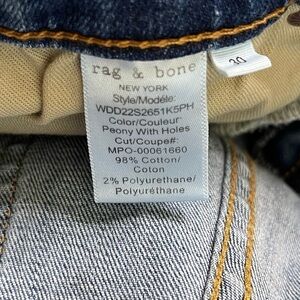 rag & bone
NEW YORK
Style/Modèle:
WDD22S2651K5PH
Color/Couleur
Peony With Holes
Cut/Coupe#:
MPO-00061660
98% Cotton/
Coton
2% Polyurethane/
Polyuréthane
30